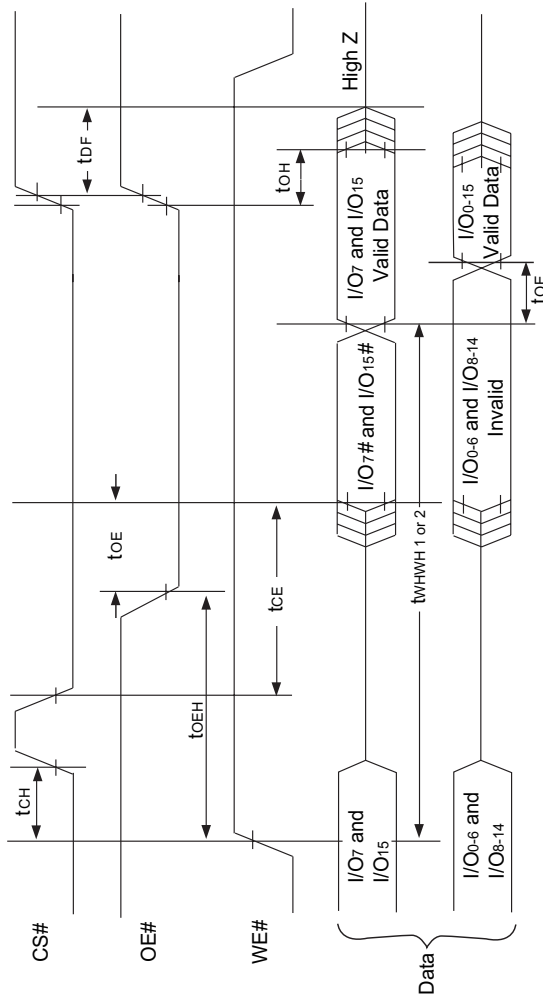 CS#
OE#
WE#
Data
tCH
tDF
tOE
tOEH
tCE
tOH
High Z
I/O7 and
I/O15
I/O7# and I/O15#
I/O7 and I/O15
Valid Data
tWHWH 1 or 2
I/O0-6 and
I/O8-14
I/O0-6 and I/O8-14
Invalid
I/O0-15
Valid Data
tOE